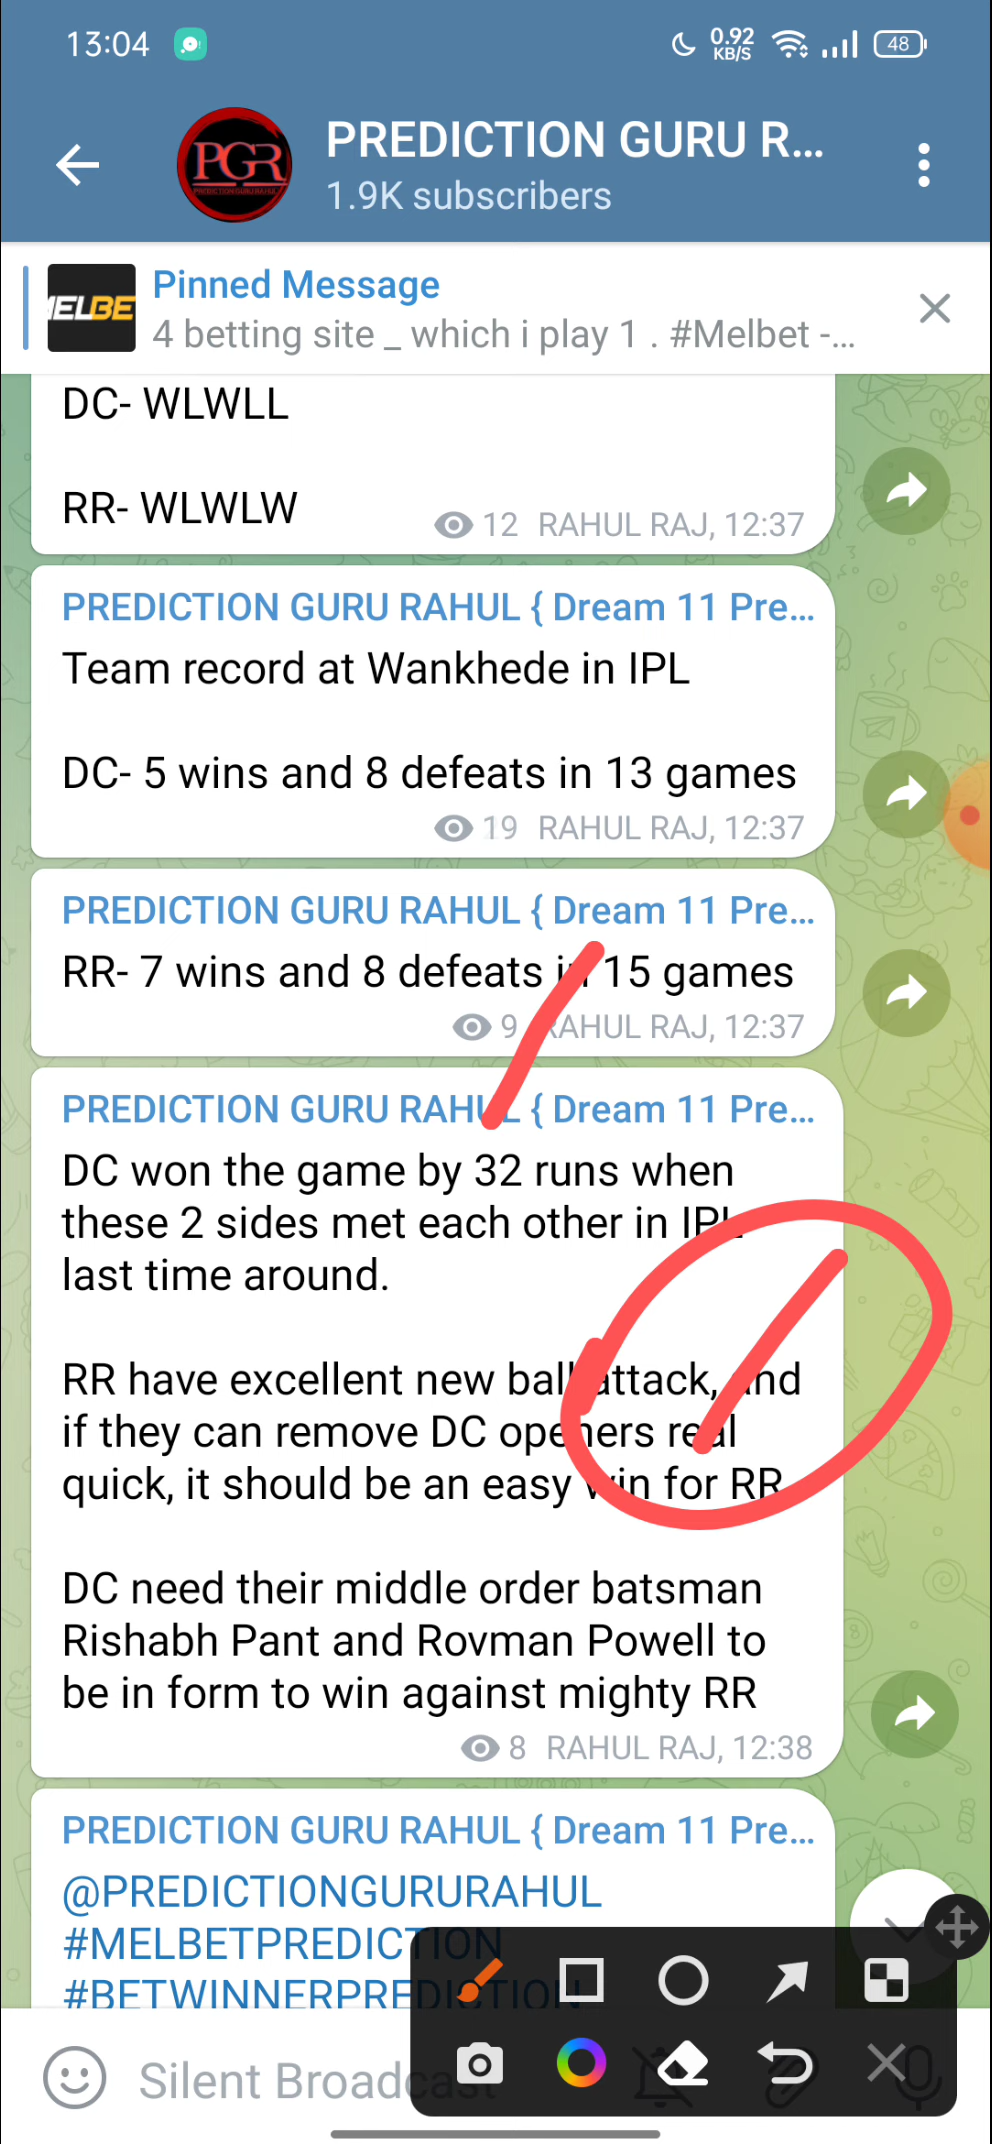 13:04
0.92
KB/S
48
PGR
PREDICTION GURU RAHUL
PREDICTION GURU R...
1.9K subscribers
MELBE
Pinned Message
4 betting site _ which i play 1 . #Melbet -...
DC- WLWLL
RR- WLWLW
12 RAHUL RAJ, 12:37
PREDICTION GURU RAHUL { Dream 11 Pre...
Team record at Wankhede in IPL
DC- 5 wins and 8 defeats in 13 games
19 RAHUL RAJ, 12:37
PREDICTION GURU RAHUL { Dream 11 Pre...
RR- 7 wins and 8 defeats in 15 games
9 RAHUL RAJ, 12:37
PREDICTION GURU RAHUL { Dream 11 Pre...
DC won the game by 32 runs when
these 2 sides met each other in IPL
last time around.
RR have excellent new ball attack, and
if they can remove DC openers real
quick, it should be an easy win for RR
DC need their middle order batsman
Rishabh Pant and Rovman Powell to
be in form to win against mighty RR
8 RAHUL RAJ, 12:38
PREDICTION GURU RAHUL { Dream 11 Pre...
@PREDICTIONGURURAHUL
#MELBETPREDICTION
#BETWINNERPREDICTION
Silent Broadcast